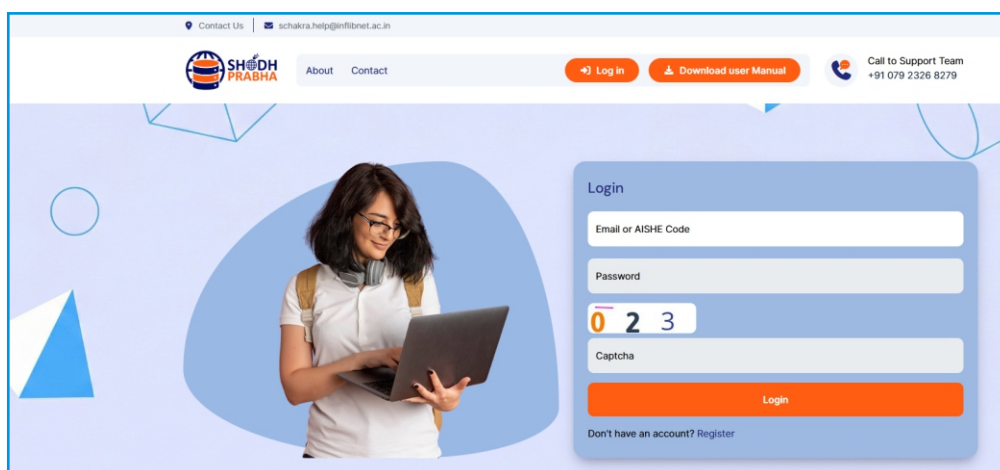 Contact Us schakra.help@inflibnet.ac.in
SHODH
PRABHA
About Contact
Log in
Download user Manual
Call to Support Team
+91 079 2326 8279
Login
Email or AISHE Code
Password
0 2 3
Captcha
Login
Don't have an account? Register